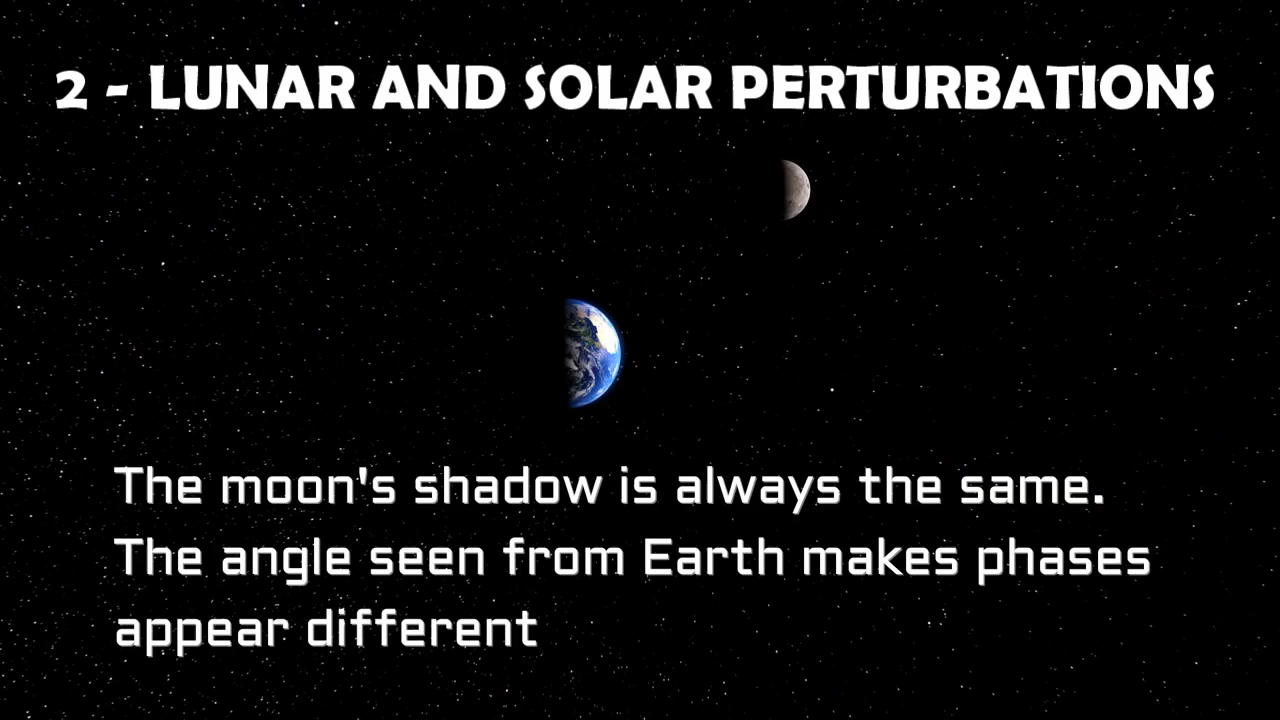 2 - LUNAR AND SOLAR PERTURBATIONS
The moon's shadow is always the same.
The angle seen from Earth makes phases
appear different